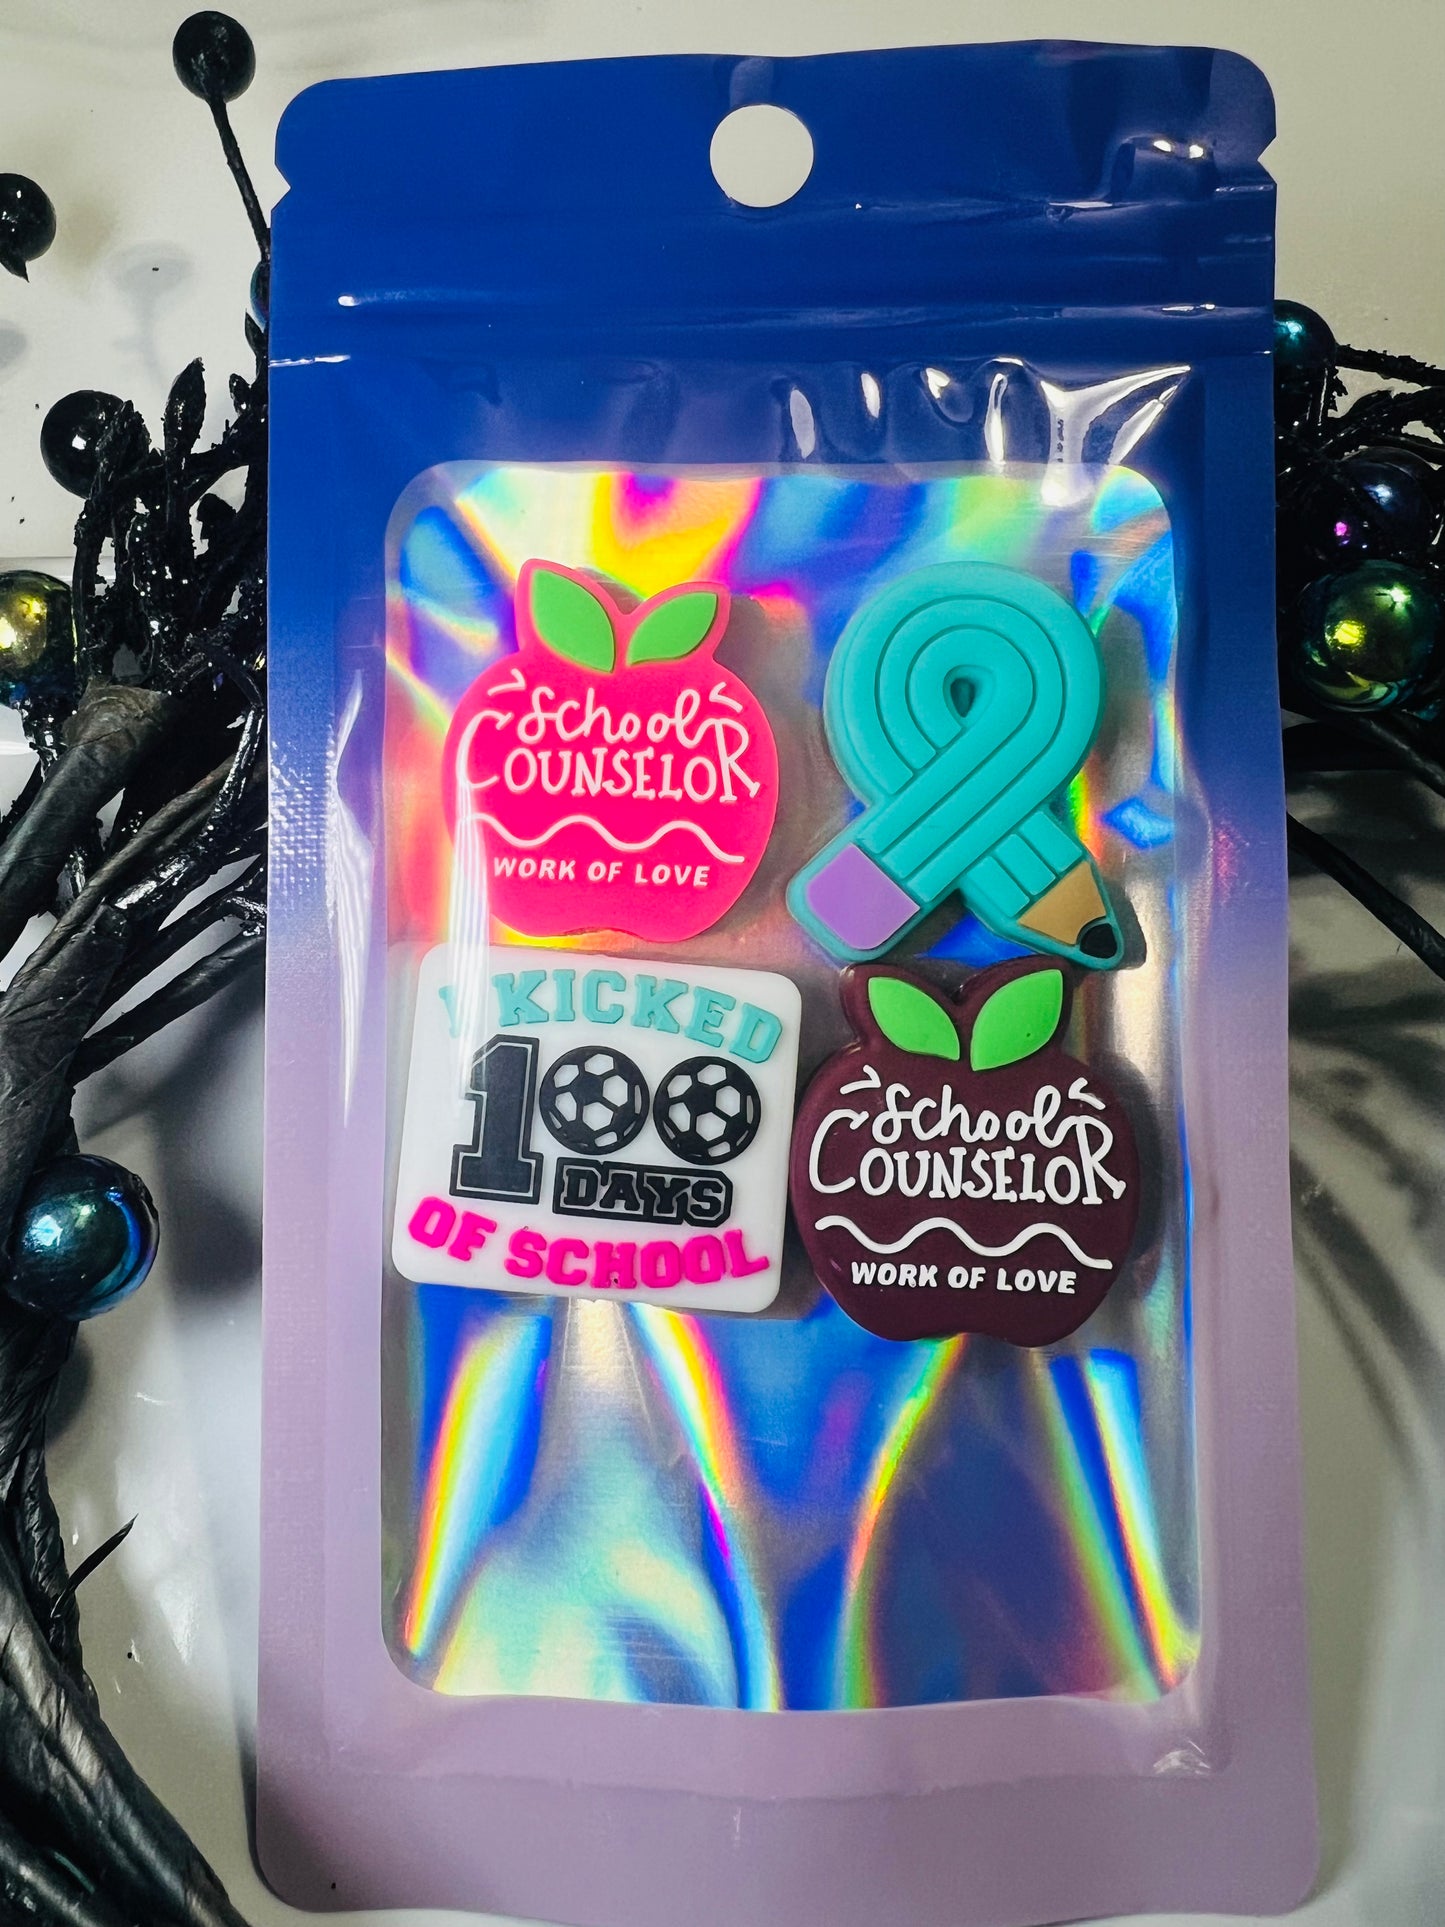 School
COUNSELOR
WORK OF LOVE
I KICKED
100
DAYS
OF SCHOOL
School
COUNSELOR
WORK OF LOVE